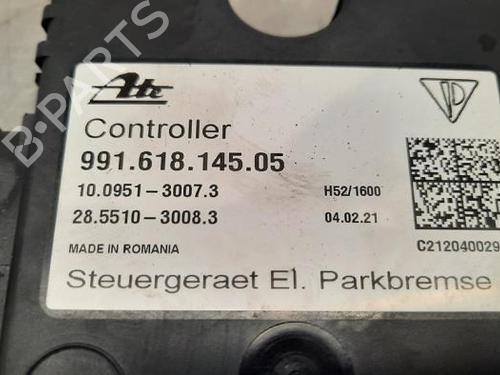 Ate
Controller
991.618.145.05
10.0951-3007.3 H52/1600
28.5510-3008.3 04.02.21
MADE IN ROMANIA C212040029
Steuergeraet El. Parkbremse
B-PARTS